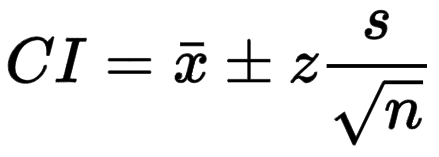 CI = x̄ ± z s/√n